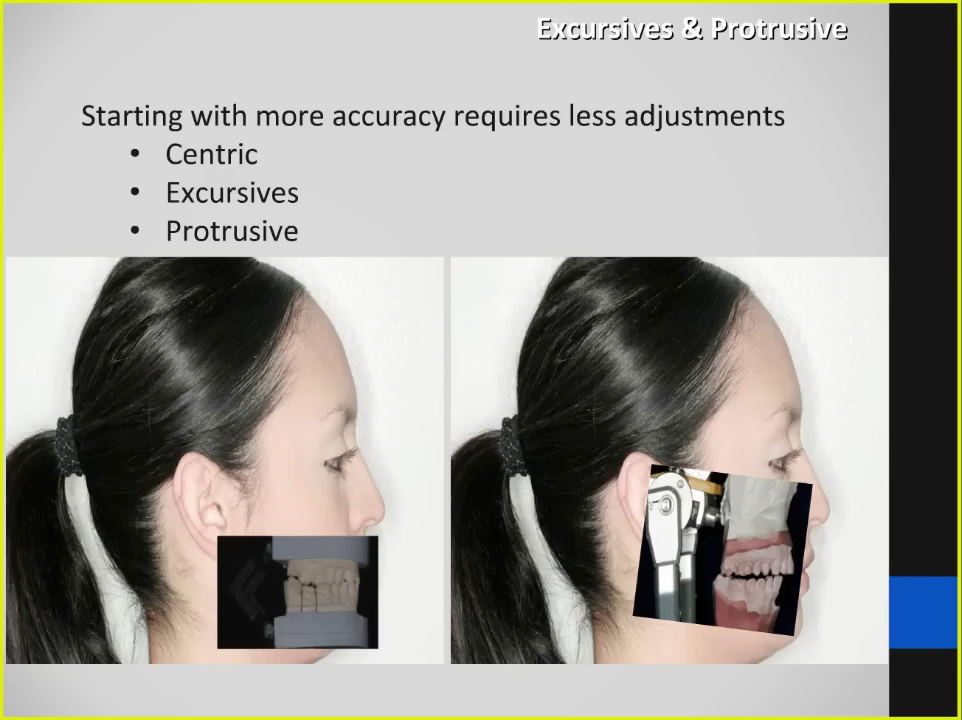 Excursives & Protrusive
Starting with more accuracy requires less adjustments
• Centric
• Excursives
• Protrusive